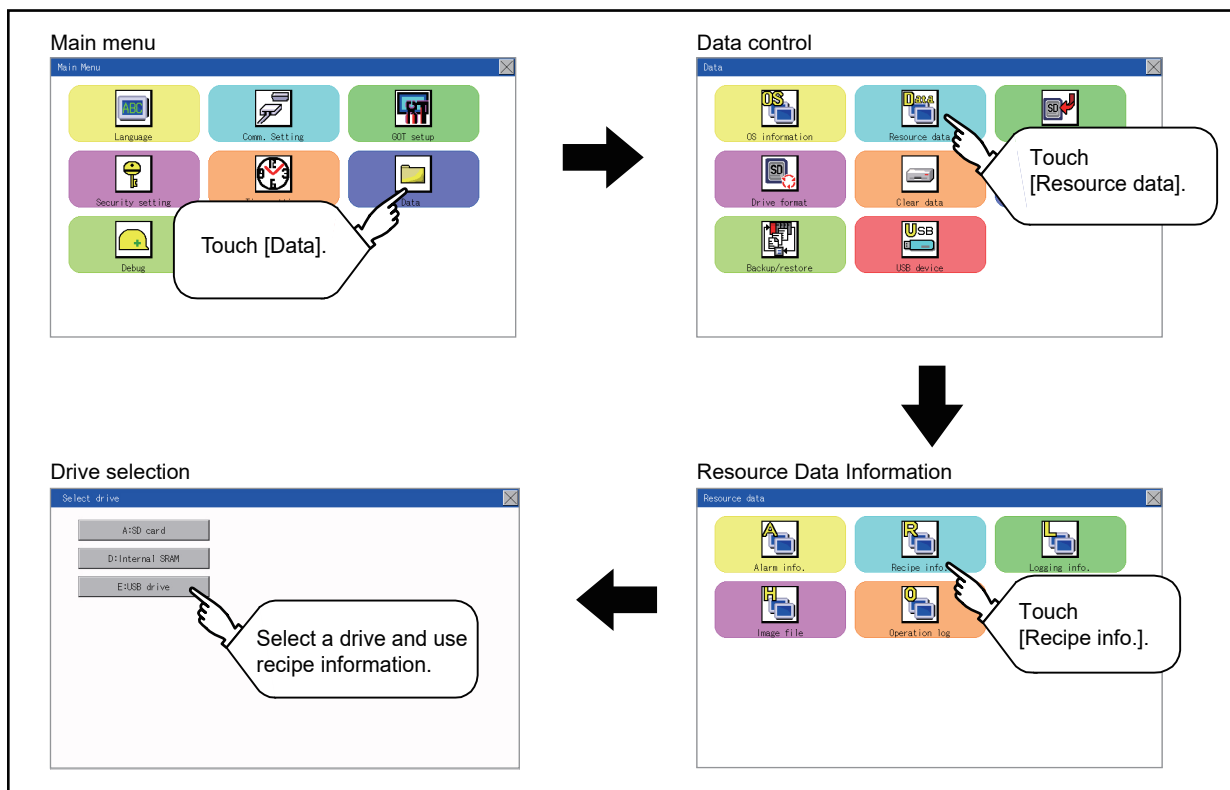 Main menu
Main Menu
Language
Comm. Setting
GOT setup
Security setting
Data
Debug
Touch [Data].
Data control
Data
OS information
Resource data
Drive format
Clear data
Backup/restore
USB device
Touch
[Resource data].
Drive selection
Select drive
A:SD card
D:Internal SRAM
E:USB drive
Select a drive and use
recipe information.
Resource Data Information
Resource data
Alarm info.
Recipe info.
Logging info.
Image file
Operation log
Touch
[Recipe info.].